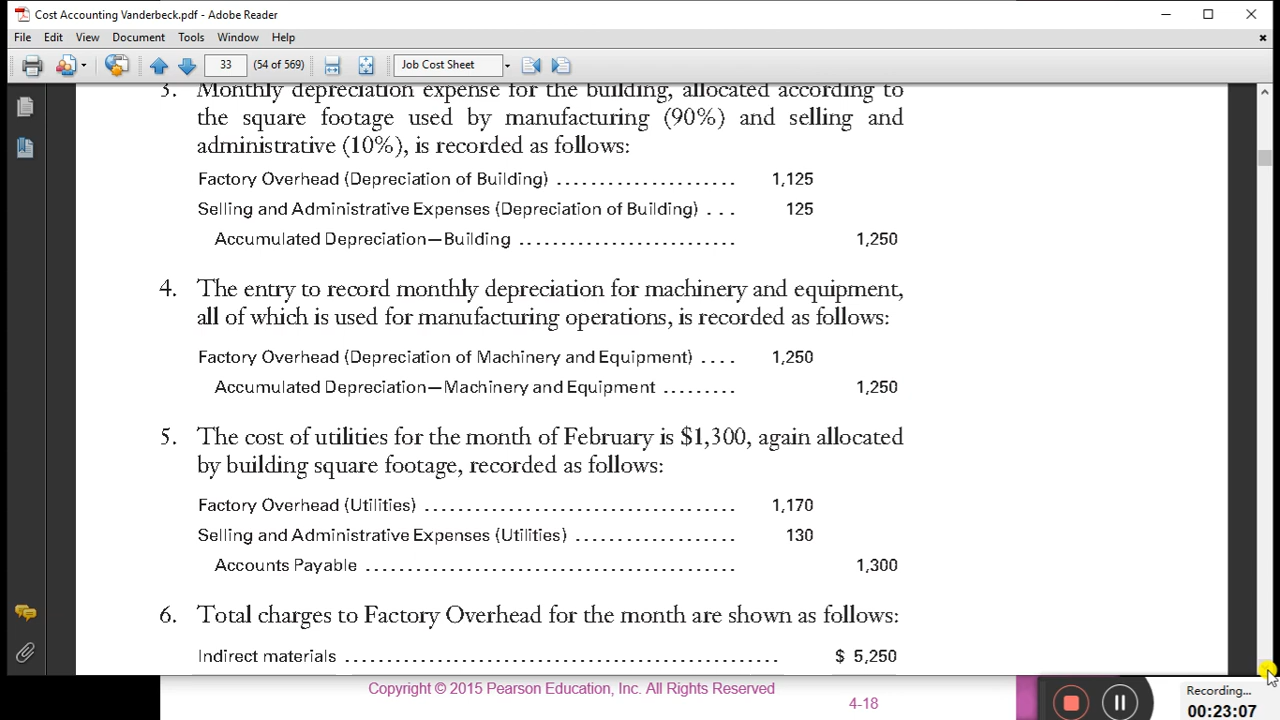 Cost Accounting Vanderbeck.pdf - Adobe Reader
File Edit View Document Tools Window Help
33 (54 of 569) Job Cost Sheet
3. Monthly depreciation expense for the building, allocated according to
the square footage used by manufacturing (90%) and selling and
administrative (10%), is recorded as follows:
Factory Overhead (Depreciation of Building) ..................... 1,125
Selling and Administrative Expenses (Depreciation of Building) ... 125
Accumulated Depreciation—Building ......................... 1,250
4. The entry to record monthly depreciation for machinery and equipment,
all of which is used for manufacturing operations, is recorded as follows:
Factory Overhead (Depreciation of Machinery and Equipment) .... 1,250
Accumulated Depreciation—Machinery and Equipment ......... 1,250
5. The cost of utilities for the month of February is $1,300, again allocated
by building square footage, recorded as follows:
Factory Overhead (Utilities) ..................................... 1,170
Selling and Administrative Expenses (Utilities) ................... 130
Accounts Payable ............................................ 1,300
6. Total charges to Factory Overhead for the month are shown as follows:
Indirect materials ................................................... $ 5,250
Copyright © 2015 Pearson Education, Inc. All Rights Reserved
4-18
Recording...
00:23:07